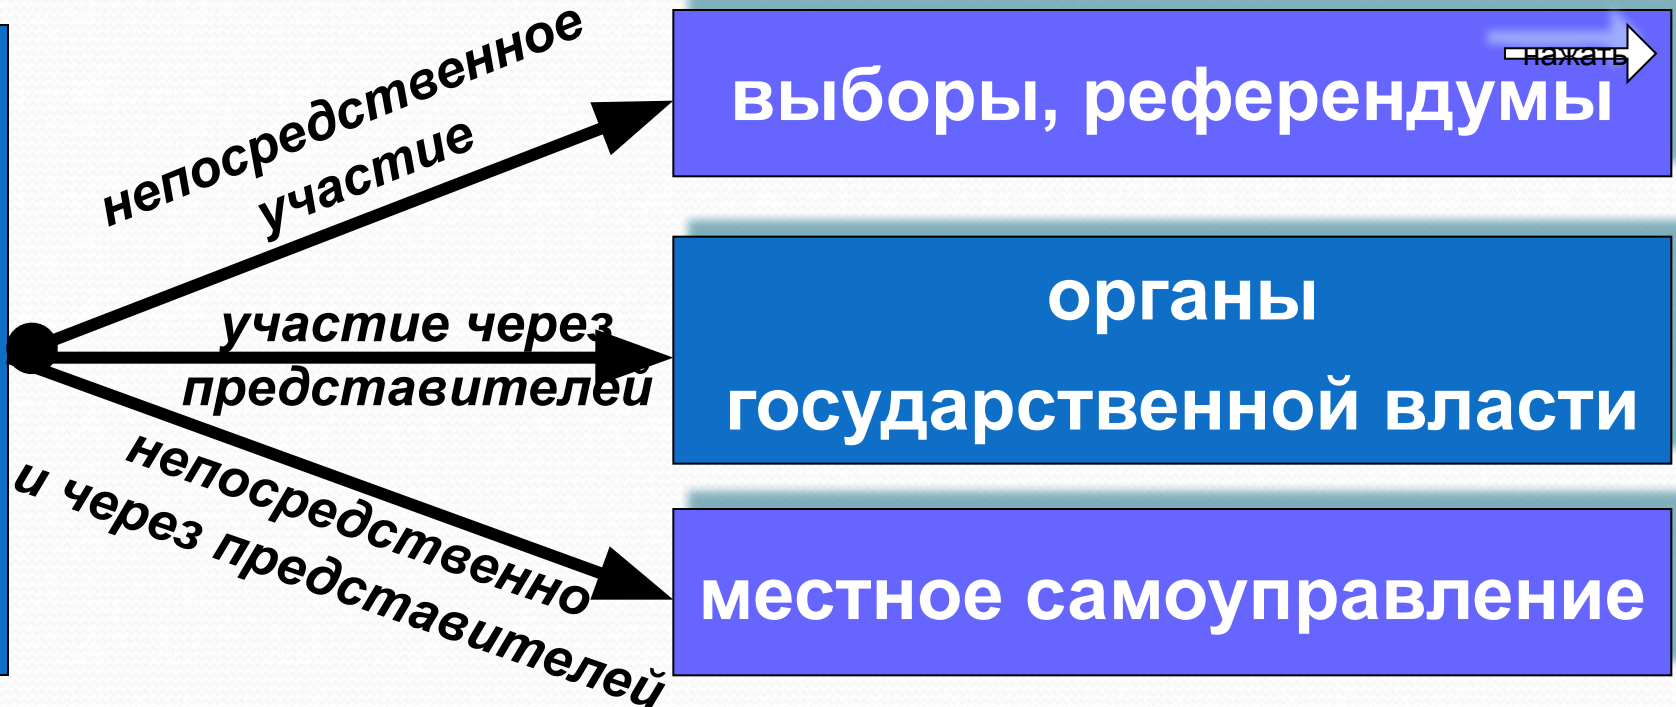 непосредственное
участие
нажать
выборы, референдумы
участие через
представителей
органы
государственной власти
непосредственно
и через представителей
местное самоуправление